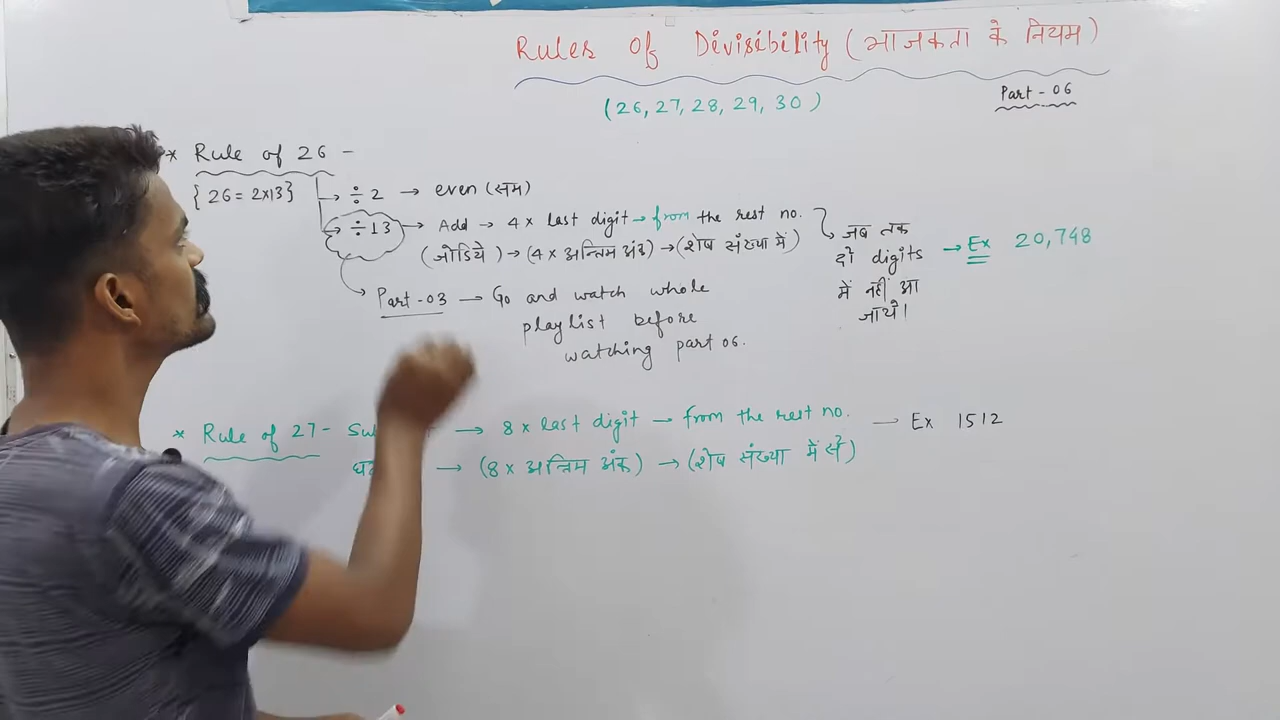 Rules Of Divisibility (भाजकता के नियम)
(26, 27, 28, 29, 30)
Part - 06
* Rule of 26 -
{26 = 2×13}
→ ÷ 2 → even (सम)
→ ÷ 13 → Add → 4 × last digit → from the rest no.
(जोडिये) → (4 × अन्तिम अंक) → (शेष संख्या में)
जब तक
दो digits
में नहीं आ
जाये।
→ Ex 20,748
Part - 03 → Go and watch whole
playlist before
watching part 06.
* Rule of 27 - → 8 × last digit → from the rest no. → Ex 1512
→ (8 × अन्तिम अंक) → (शेष संख्या में से)